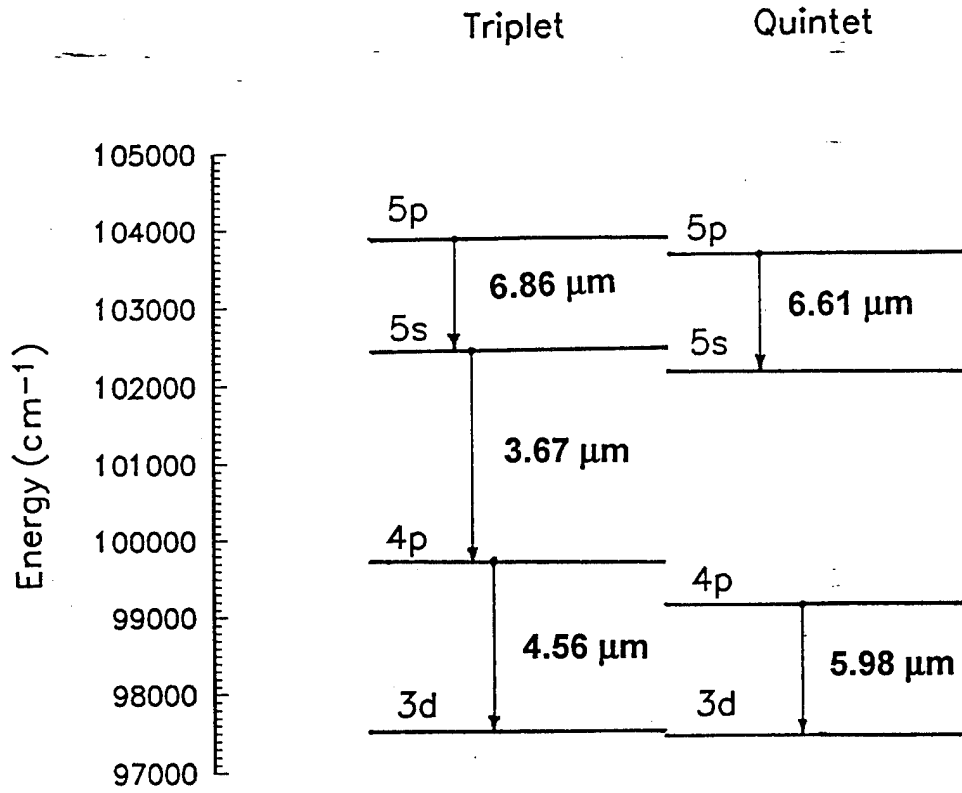 Triplet
Quintet
Energy (cm⁻¹)
105000
104000
103000
102000
101000
100000
99000
98000
97000
5p
6.86 μm
5s
3.67 μm
4p
4.56 μm
3d
5p
6.61 μm
5s
4p
5.98 μm
3d